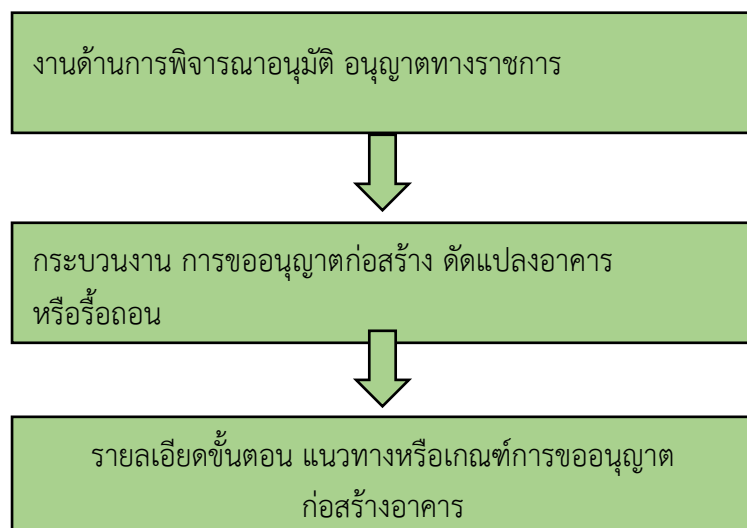 งานด้านการพิจารณาอนุมัติ อนุญาตทางราชการ
กระบวนงาน การขออนุญาตก่อสร้าง ดัดแปลงอาคาร
หรือรื้อถอน
รายลเอียดขั้นตอน แนวทางหรือเกณฑ์การขออนุญาต
ก่อสร้างอาคาร